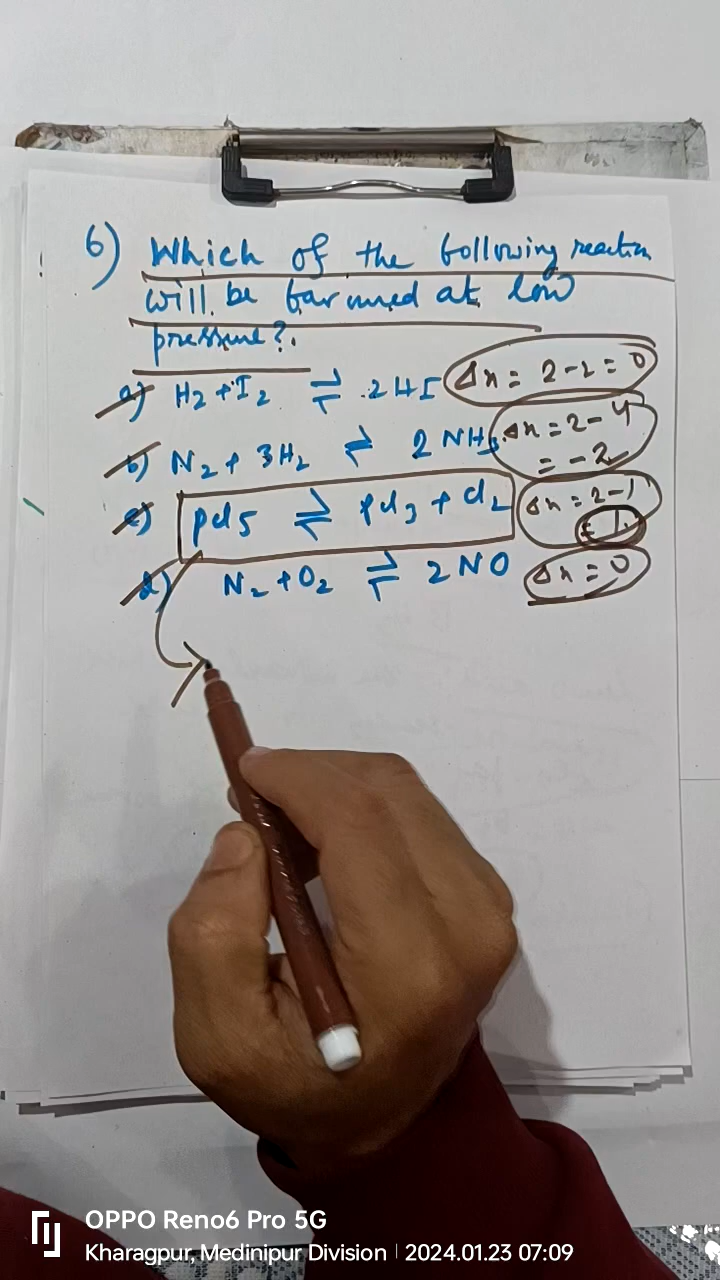 6) Which of the following reaction
will be favoured at low
pressure?.
a) H₂ + I₂ ⇌ 2HI Δn = 2-2 = 0
b) N₂ + 3H₂ ⇌ 2NH₃ Δn = 2-4
= -2
c) pcl₅ ⇌ pcl₃ + cl₂ Δn = 2-1
= 1.
d) N₂ + O₂ ⇌ 2NO Δn = 0
OPPO Reno6 Pro 5G
Kharagpur, Medinipur Division | 2024.01.23 07:09